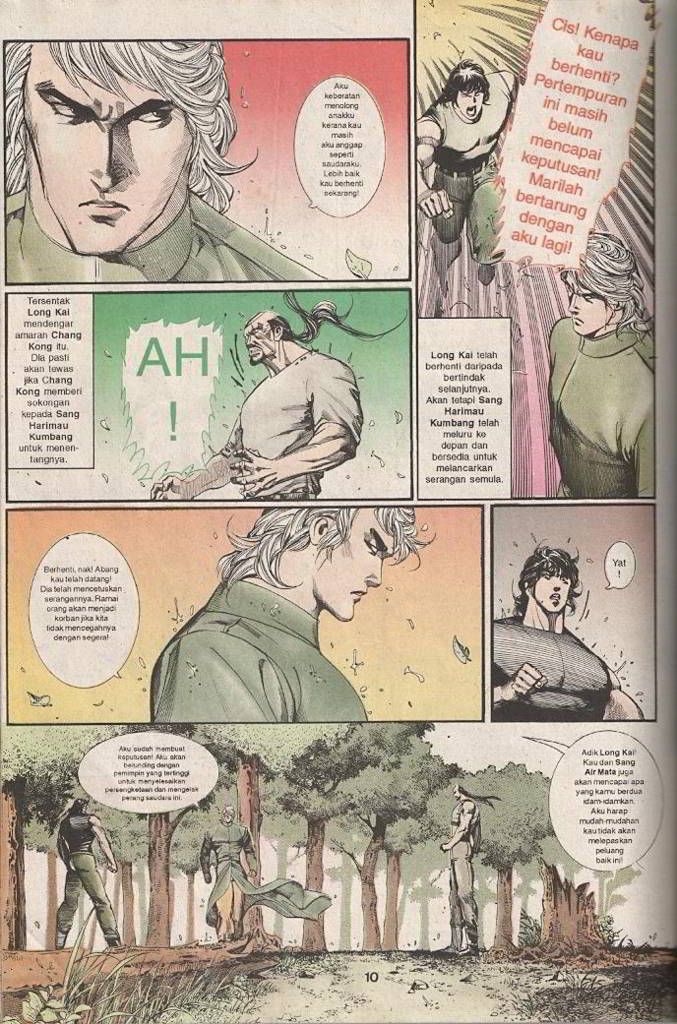 Aku
keberatan
menolong
anakku
kerana kau
masih
aku anggap
seperti
saudaraku.
Lebih baik
kau berhenti
sekarang!
Cis! Kenapa
kau
berhenti?
Pertempuran
ini masih
belum
mencapai
keputusan!
Marilah
bertarung
dengan
aku lagi!
Tersentak
Long Kai
mendengar
amaran Chang
Kong itu.
Dia pasti
akan tewas
jika Chang
Kong memberi
sokongan
kepada Sang
Harimau
Kumbang
untuk menen-
tangnya.
AH
!
Long Kai telah
berhenti daripada
bertindak
selanjutnya.
Akan tetapi Sang
Harimau
Kumbang telah
meluru ke
depan dan
bersedia untuk
melancarkan
serangan semula.
Berhenti, nak! Abang
kau telah datang!
Dia telah mencetuskan
serangannya. Ramai
orang akan menjadi
korban jika kita
tidak mencegahnya
dengan segera!
Yat
!
Aku sudah membuat
keputusan! Aku akan
berunding dengan
pemimpin yang tertinggi
untuk menyelesaikan
persengketaan dan mengelak
perang saudara ini.
Adik Long Kai!
Kau dan Sang
Air Mata juga
akan mencapai apa
yang kamu berdua
idam-idamkan.
Aku harap
mudah-mudahan
kau tidak akan
melepaskan
peluang
baik ini!
10